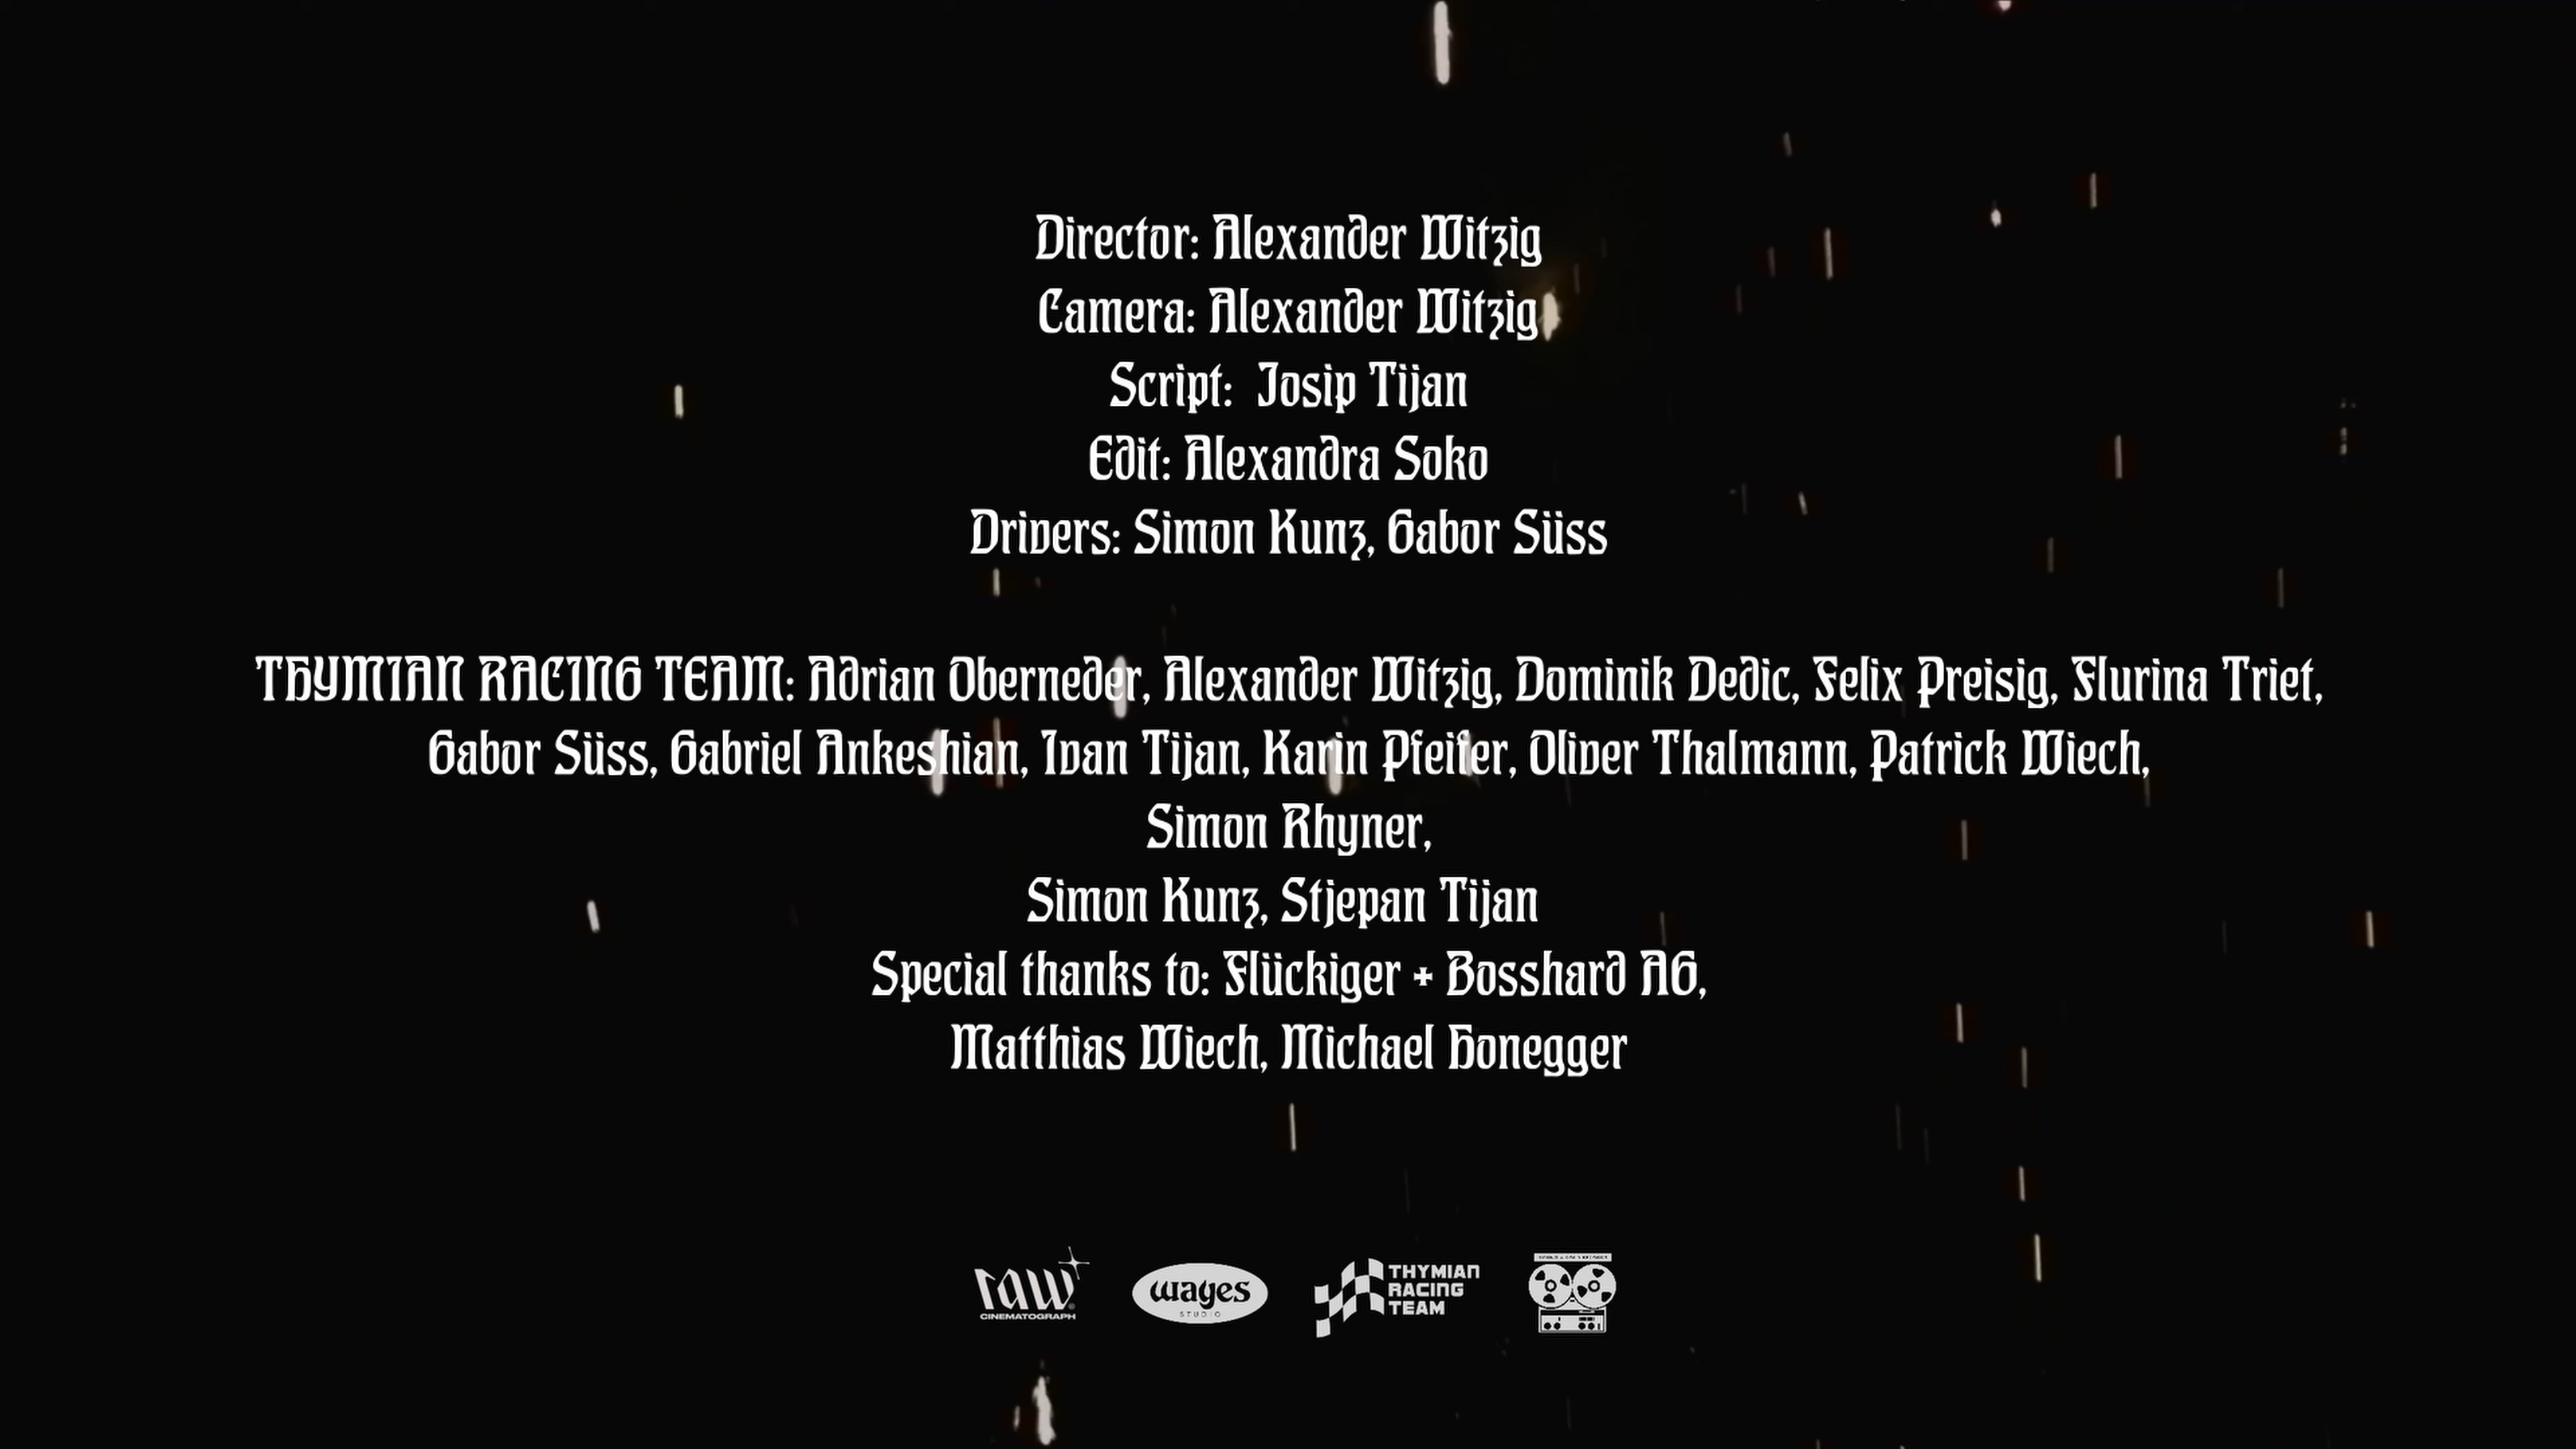 Director: Alexander Witzig
Camera: Alexander Witzig
Script: Josip Tijan
Edit: Alexandra Soko
Drivers: Simon Kunz, Gabor Süss
THYMIAN RACING TEAM: Adrian Oberneder, Alexander Witzig, Dominik Dedic, Felix Preisig, Flurina Triet,
Gabor Süss, Gabriel Ankeshian, Ivan Tijan, Karin Pfeifer, Oliver Thalmann, Patrick Wiech,
Simon Rhyner,
Simon Kunz, Stjepan Tijan
Special thanks to: Flückiger + Bosshard AG,
Matthias Wiech, Michael Honegger
raw
CINEMATOGRAPH
wayes
STUDIO
THYMIAN
RACING
TEAM